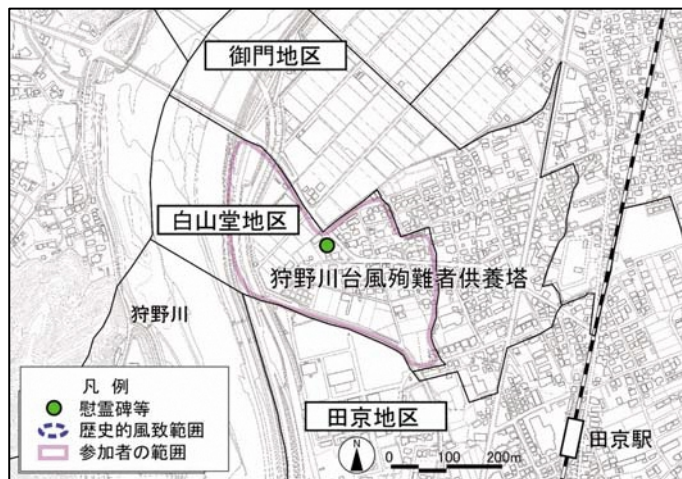 御門地区
白山堂地区
狩野川台風殉難者供養塔
狩野川
凡 例
慰霊碑等
歴史的風致範囲
参加者の範囲
田京地区
N
0 100 200m
田京駅